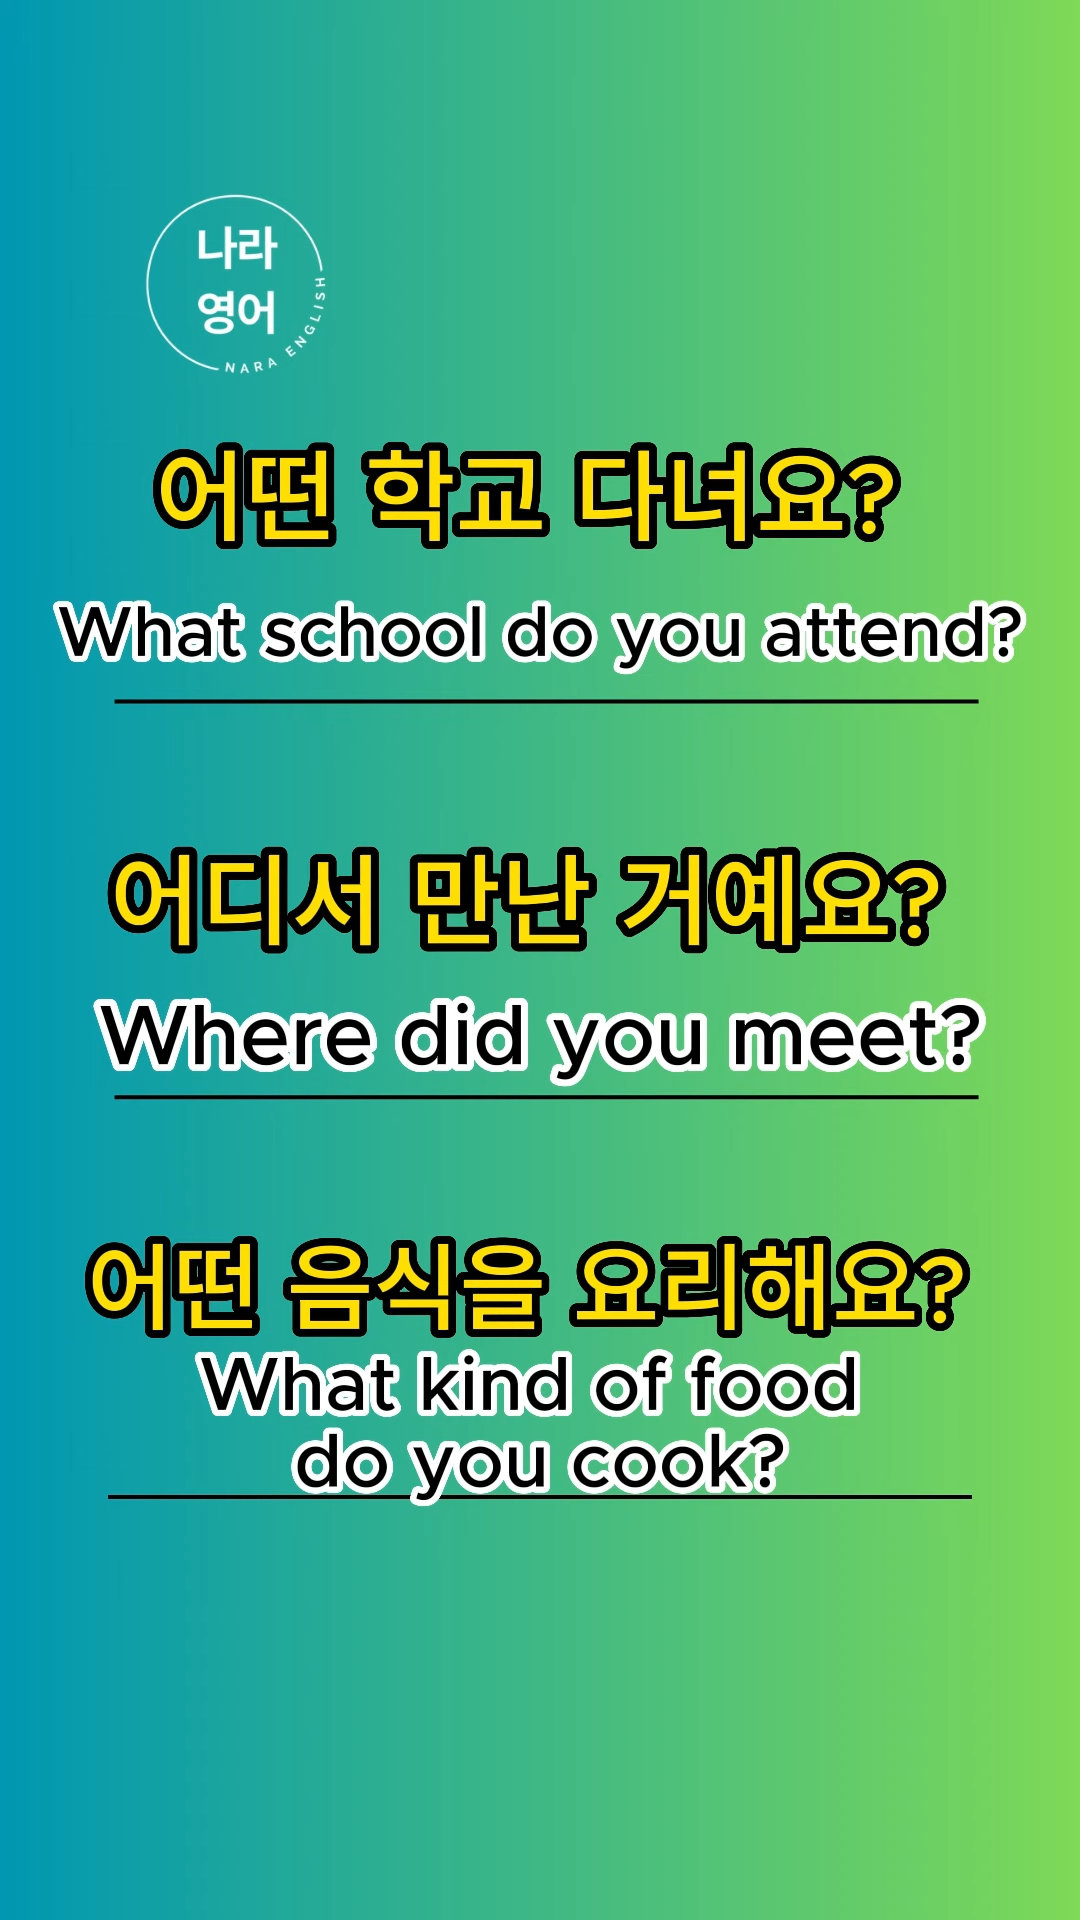 나라
영어
NARA ENGLISH
어떤 학교 다녀요?
What school do you attend?
어디서 만난 거예요?
Where did you meet?
어떤 음식을 요리해요?
What kind of food
do you cook?